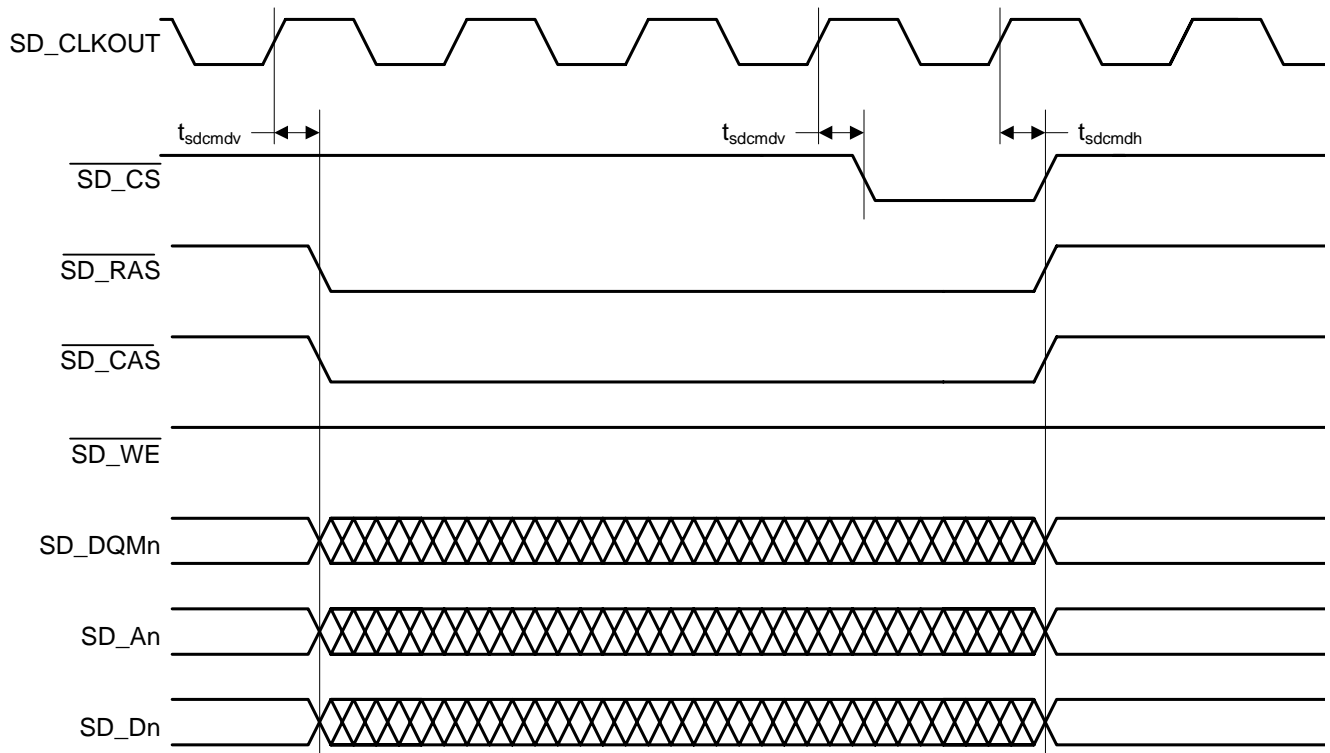 SD_CLKOUT
tsdcmdv
tsdcmdv
tsdcmdh
SD_CS
SD_RAS
SD_CAS
SD_WE
SD_DQMn
SD_An
SD_Dn